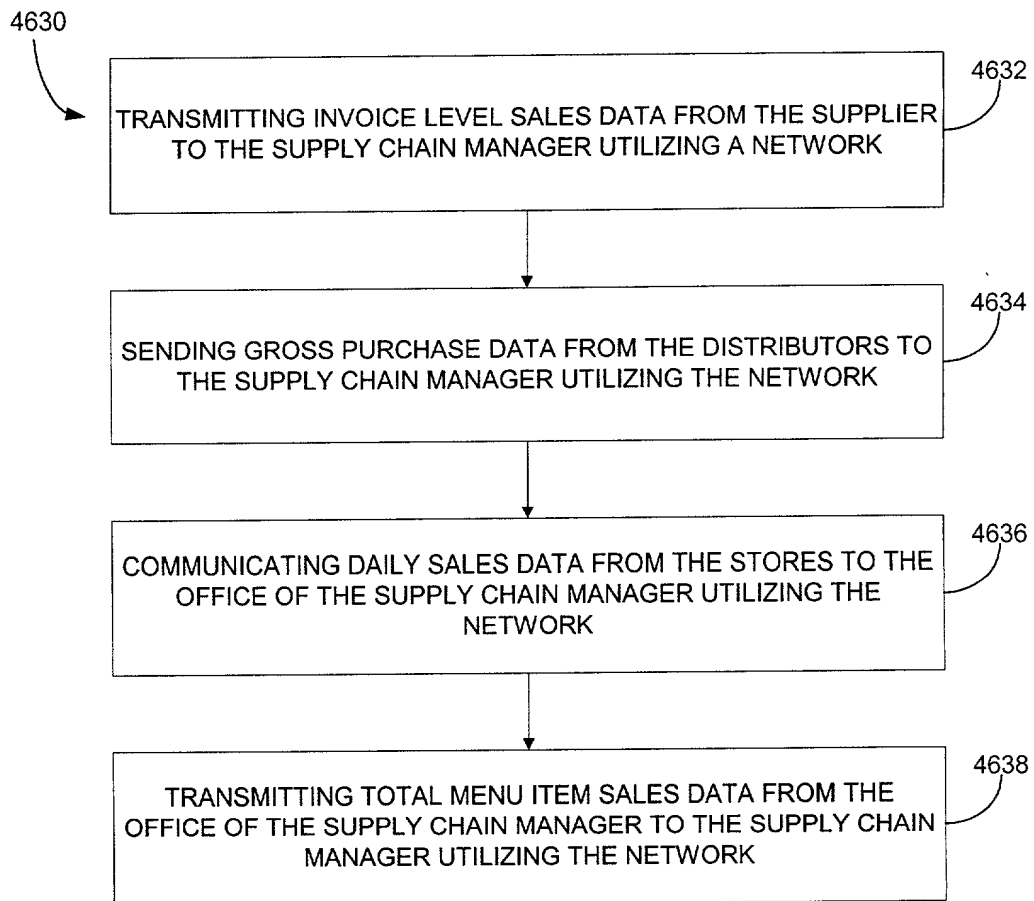 4630
4632
TRANSMITTING INVOICE LEVEL SALES DATA FROM THE SUPPLIER
TO THE SUPPLY CHAIN MANAGER UTILIZING A NETWORK
4634
SENDING GROSS PURCHASE DATA FROM THE DISTRIBUTORS TO
THE SUPPLY CHAIN MANAGER UTILIZING THE NETWORK
4636
COMMUNICATING DAILY SALES DATA FROM THE STORES TO THE
OFFICE OF THE SUPPLY CHAIN MANAGER UTILIZING THE
NETWORK
4638
TRANSMITTING TOTAL MENU ITEM SALES DATA FROM THE
OFFICE OF THE SUPPLY CHAIN MANAGER TO THE SUPPLY CHAIN
MANAGER UTILIZING THE NETWORK